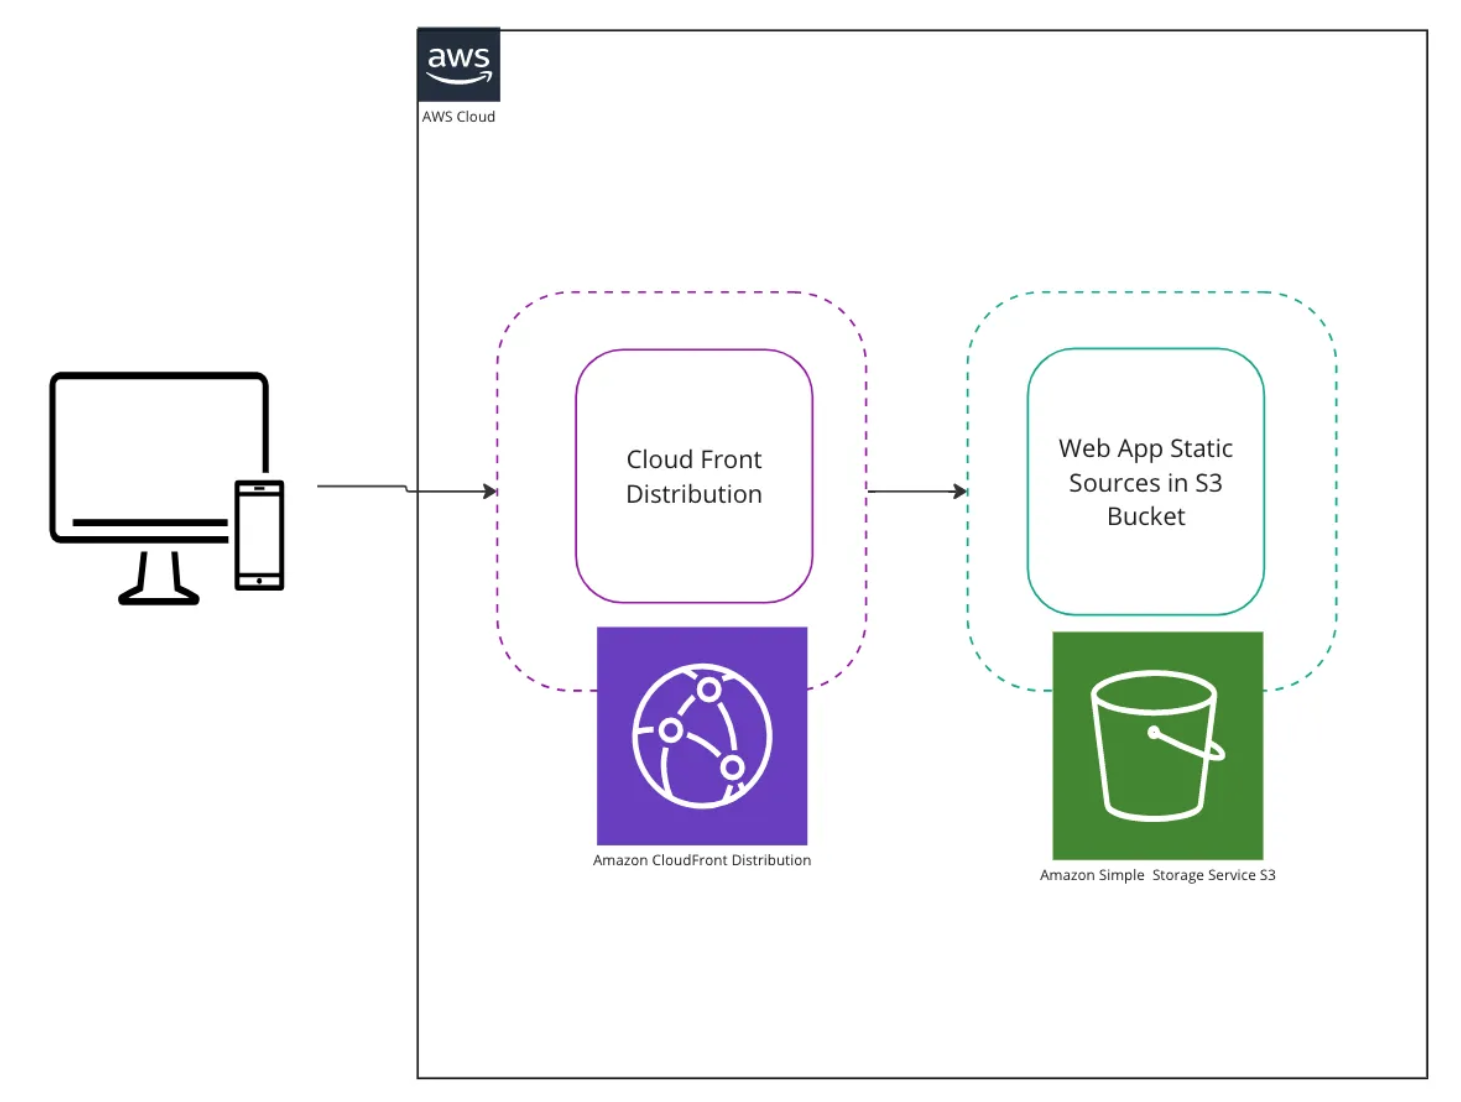 aws
AWS Cloud
Cloud Front
Distribution
Amazon CloudFront Distribution
Web App Static
Sources in S3
Bucket
Amazon Simple  Storage Service S3